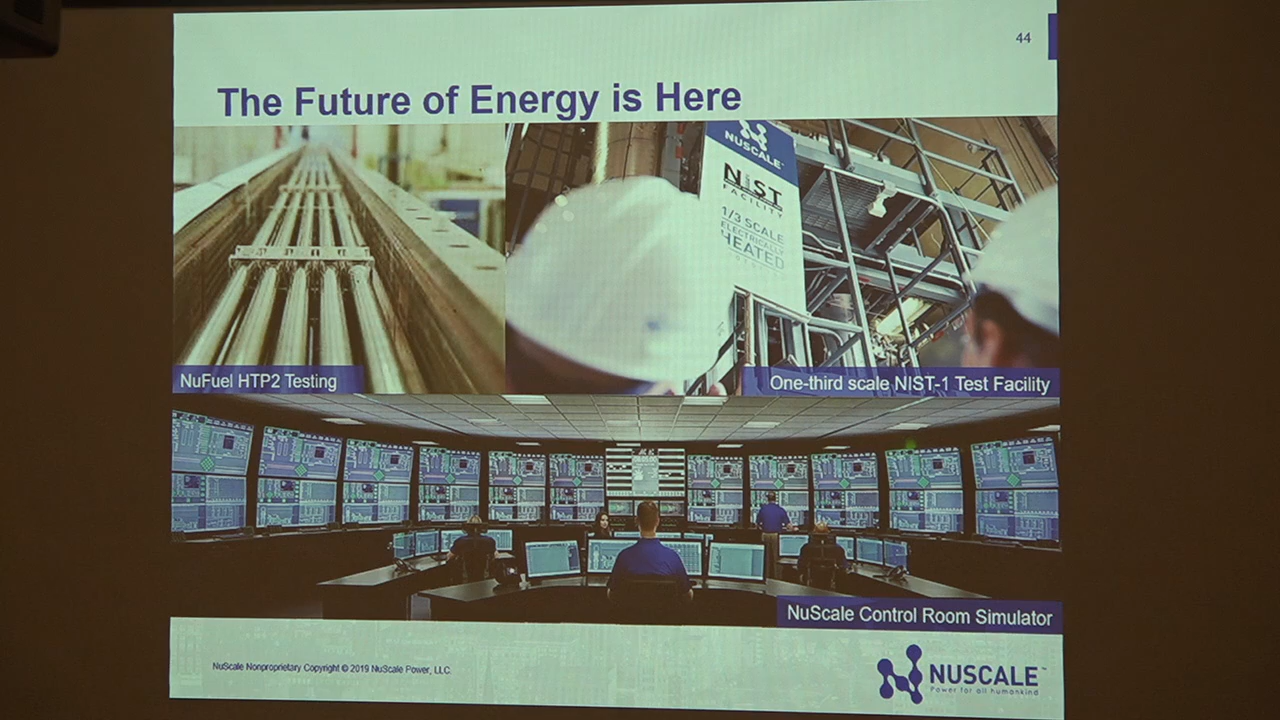 44
The Future of Energy is Here
NUSCALE™
NIST
FACILITY
1/3 SCALE
ELECTRICALLY
HEATED
NuFuel HTP2 Testing
One-third scale NIST-1 Test Facility
NuScale Control Room Simulator
NuScale Nonproprietary Copyright © 2019 NuScale Power, LLC.
NUSCALE™
Power for all humankind